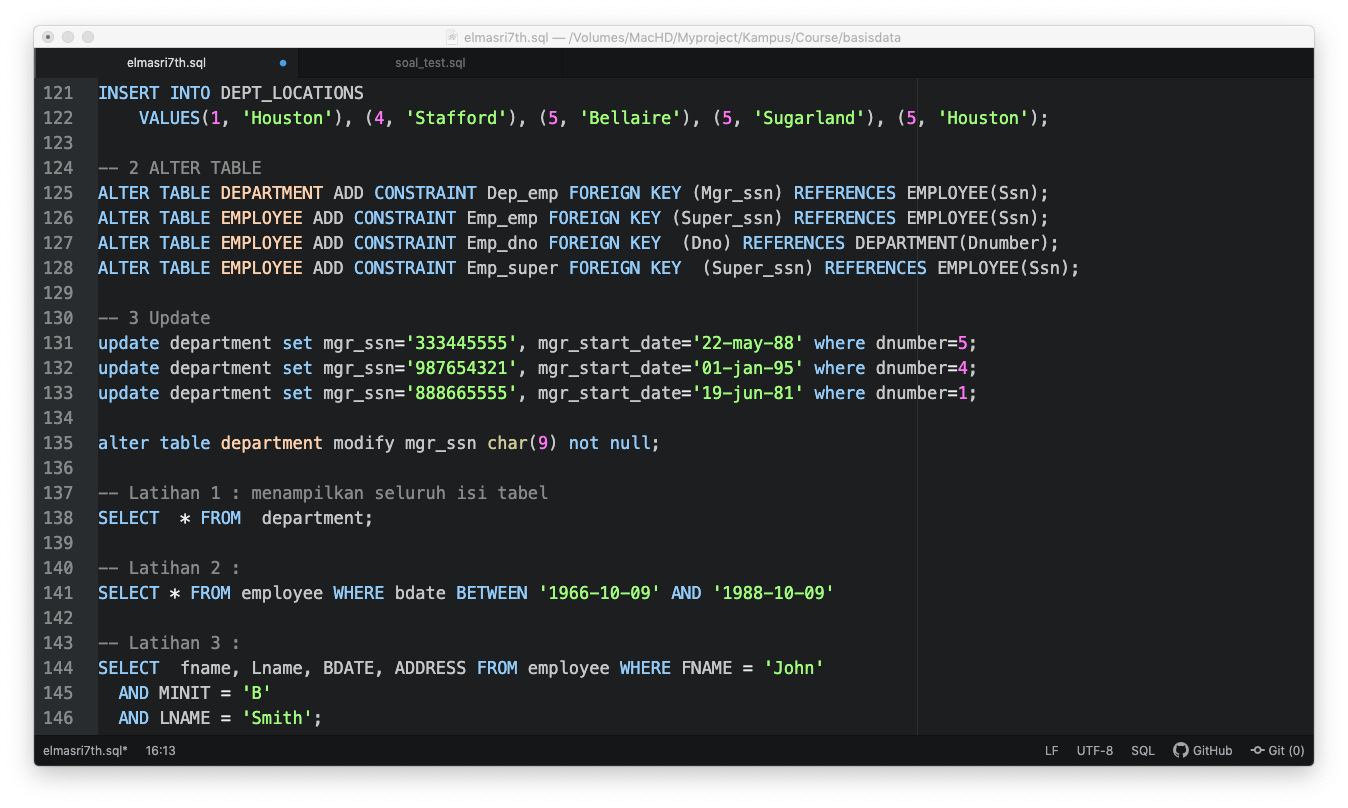 elmasri7th.sql — /Volumes/MacHD/Myproject/Kampus/Course/basisdata
elmasri7th.sql soal_test.sql
121 INSERT INTO DEPT_LOCATIONS
122 VALUES(1, 'Houston'), (4, 'Stafford'), (5, 'Bellaire'), (5, 'Sugarland'), (5, 'Houston');
123
124 -- 2 ALTER TABLE
125 ALTER TABLE DEPARTMENT ADD CONSTRAINT Dep_emp FOREIGN KEY (Mgr_ssn) REFERENCES EMPLOYEE(Ssn);
126 ALTER TABLE EMPLOYEE ADD CONSTRAINT Emp_emp FOREIGN KEY (Super_ssn) REFERENCES EMPLOYEE(Ssn);
127 ALTER TABLE EMPLOYEE ADD CONSTRAINT Emp_dno FOREIGN KEY  (Dno) REFERENCES DEPARTMENT(Dnumber);
128 ALTER TABLE EMPLOYEE ADD CONSTRAINT Emp_super FOREIGN KEY  (Super_ssn) REFERENCES EMPLOYEE(Ssn);
129
130 -- 3 Update
131 update department set mgr_ssn='333445555', mgr_start_date='22-may-88' where dnumber=5;
132 update department set mgr_ssn='987654321', mgr_start_date='01-jan-95' where dnumber=4;
133 update department set mgr_ssn='888665555', mgr_start_date='19-jun-81' where dnumber=1;
134
135 alter table department modify mgr_ssn char(9) not null;
136
137 -- Latihan 1 : menampilkan seluruh isi tabel
138 SELECT  * FROM  department;
139
140 -- Latihan 2 :
141 SELECT * FROM employee WHERE bdate BETWEEN '1966-10-09' AND '1988-10-09'
142
143 -- Latihan 3 :
144 SELECT  fname, Lname, BDATE, ADDRESS FROM employee WHERE FNAME = 'John'
145 AND MINIT = 'B'
146 AND LNAME = 'Smith';
elmasri7th.sql* 16:13 LF UTF-8 SQL GitHub Git (0)